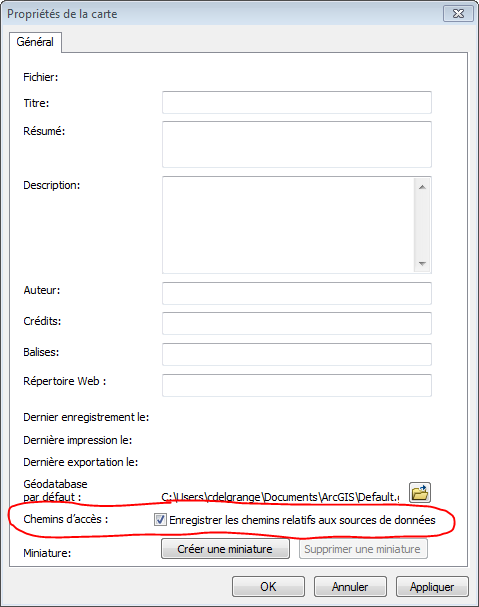 Propriétés de la carte
Général
Fichier:
Titre:
Résumé:
Description:
Auteur:
Crédits:
Balises:
Répertoire Web :
Dernier enregistrement le:
Dernière impression le:
Dernière exportation le:
Géodatabase
par défaut : C:\Users\cdelgrange\Documents\ArcGIS\Default.g
Chemins d'accès : Enregistrer les chemins relatifs aux sources de données
Miniature: Créer une miniature Supprimer une miniature
OK Annuler Appliquer